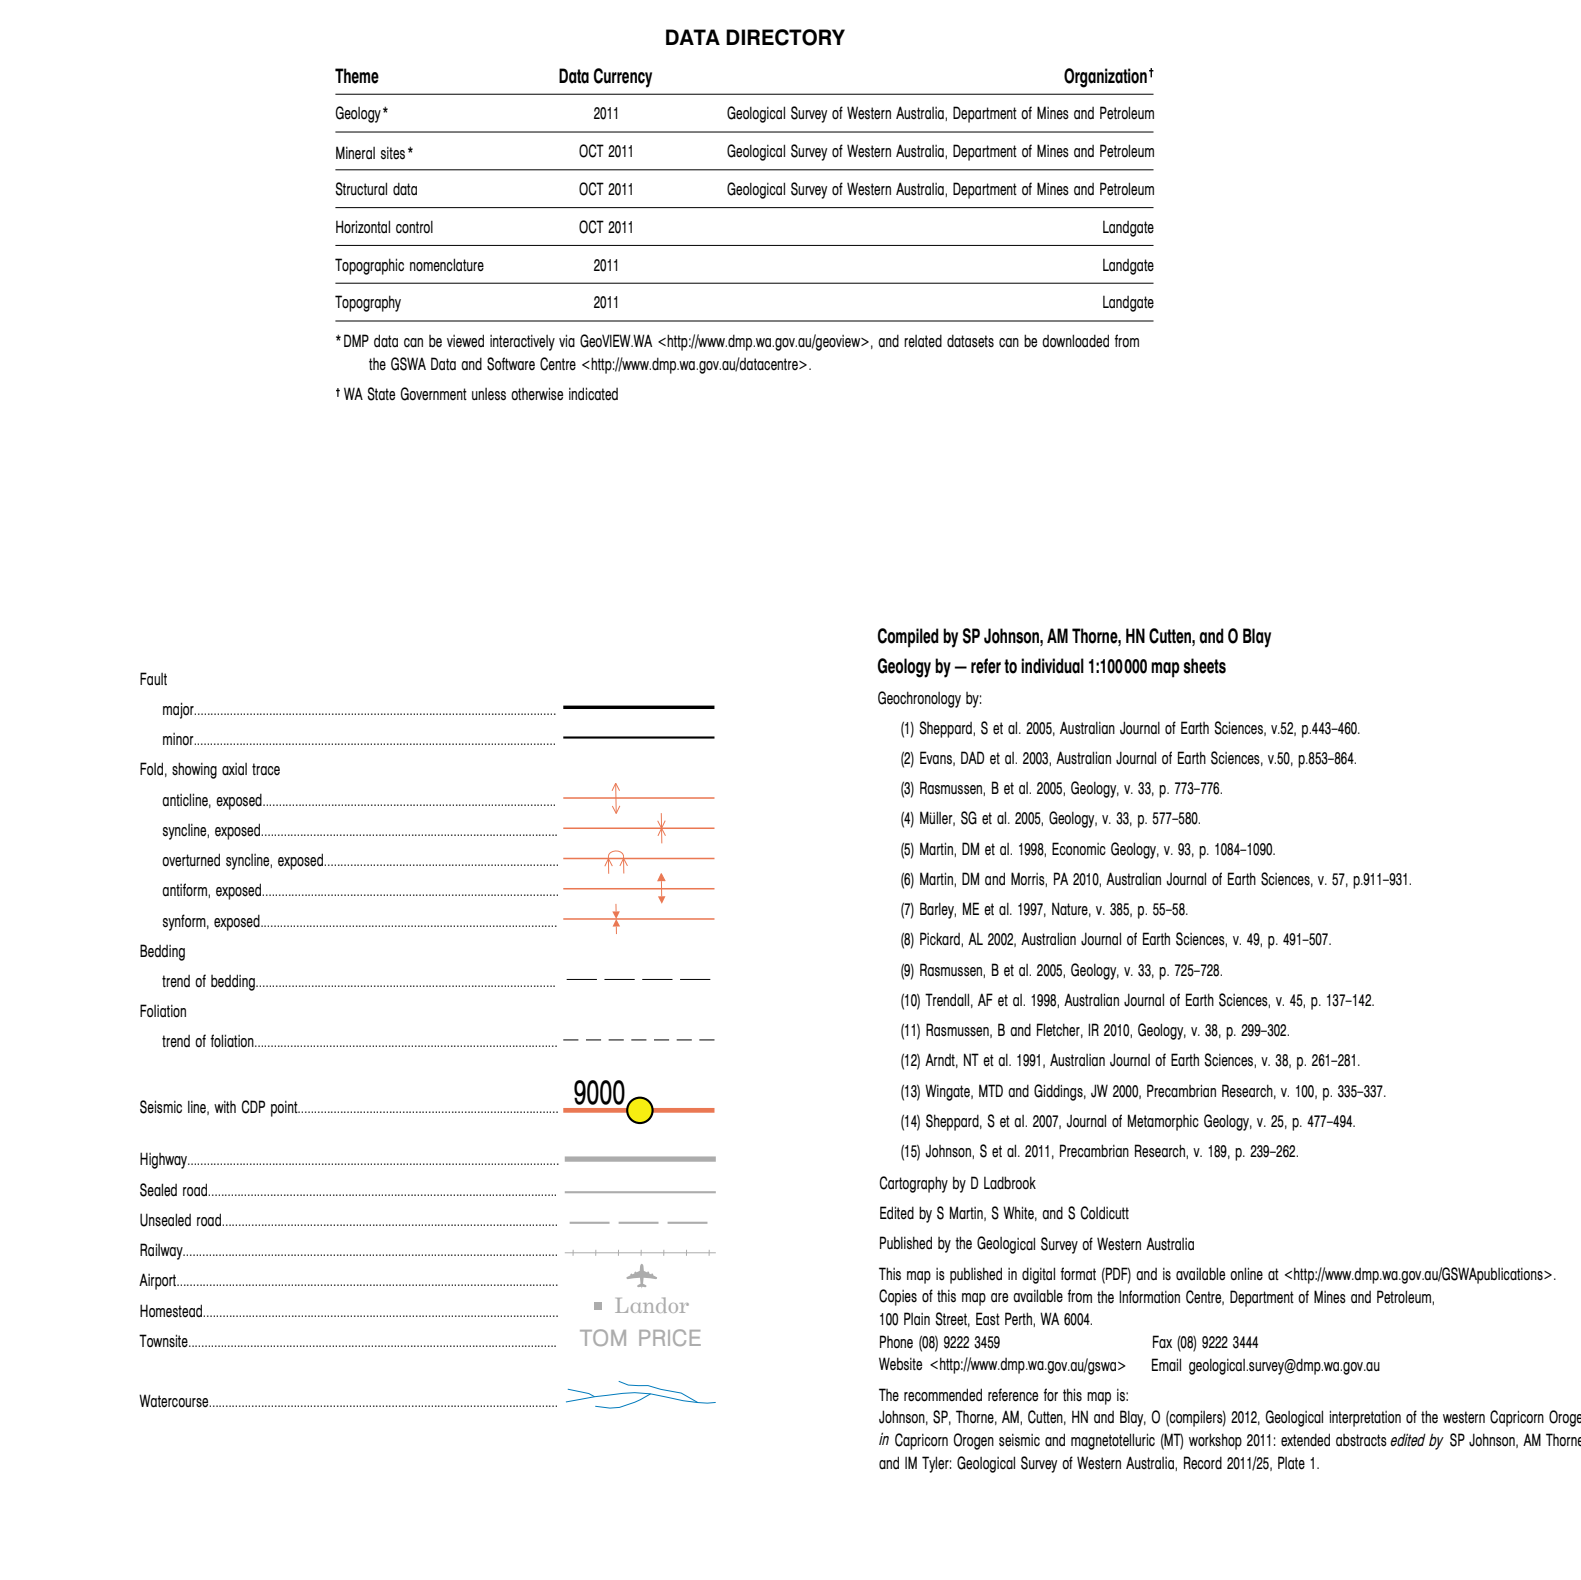 DATA DIRECTORY
Theme Data Currency Organization†
Geology* 2011 Geological Survey of Western Australia, Department of Mines and Petroleum
Mineral sites* OCT 2011 Geological Survey of Western Australia, Department of Mines and Petroleum
Structural data OCT 2011 Geological Survey of Western Australia, Department of Mines and Petroleum
Horizontal control OCT 2011 Landgate
Topographic nomenclature 2011 Landgate
Topography 2011 Landgate
* DMP data can be viewed interactively via GeoVIEW.WA <http://www.dmp.wa.gov.au/geoview>, and related datasets can be downloaded from
the GSWA Data and Software Centre <http://www.dmp.wa.gov.au/datacentre>.
† WA State Government unless otherwise indicated
Fault
major
minor
Fold, showing axial trace
anticline, exposed
syncline, exposed
overturned syncline, exposed
antiform, exposed
synform, exposed
Bedding
trend of bedding
Foliation
trend of foliation
Seismic line, with CDP point 9000
Highway
Sealed road
Unsealed road
Railway
Airport
Homestead Landor
Townsite TOM PRICE
Watercourse
Compiled by SP Johnson, AM Thorne, HN Cutten, and O Blay
Geology by — refer to individual 1:100 000 map sheets
Geochronology by:
(1) Sheppard, S et al. 2005, Australian Journal of Earth Sciences, v.52, p.443–460.
(2) Evans, DAD et al. 2003, Australian Journal of Earth Sciences, v.50, p.853–864.
(3) Rasmussen, B et al. 2005, Geology, v. 33, p. 773–776.
(4) Müller, SG et al. 2005, Geology, v. 33, p. 577–580.
(5) Martin, DM et al. 1998, Economic Geology, v. 93, p. 1084–1090.
(6) Martin, DM and Morris, PA 2010, Australian Journal of Earth Sciences, v. 57, p.911–931.
(7) Barley, ME et al. 1997, Nature, v. 385, p. 55–58.
(8) Pickard, AL 2002, Australian Journal of Earth Sciences, v. 49, p. 491–507.
(9) Rasmussen, B et al. 2005, Geology, v. 33, p. 725–728.
(10) Trendall, AF et al. 1998, Australian Journal of Earth Sciences, v. 45, p. 137–142.
(11) Rasmussen, B and Fletcher, IR 2010, Geology, v. 38, p. 299–302.
(12) Arndt, NT et al. 1991, Australian Journal of Earth Sciences, v. 38, p. 261–281.
(13) Wingate, MTD and Giddings, JW 2000, Precambrian Research, v. 100, p. 335–337.
(14) Sheppard, S et al. 2007, Journal of Metamorphic Geology, v. 25, p. 477–494.
(15) Johnson, S et al. 2011, Precambrian Research, v. 189, p. 239–262.
Cartography by D Ladbrook
Edited by S Martin, S White, and S Coldicutt
Published by the Geological Survey of Western Australia
This map is published in digital format (PDF) and is available online at <http://www.dmp.wa.gov.au/GSWApublications>.
Copies of this map are available from the Information Centre, Department of Mines and Petroleum,
100 Plain Street, East Perth, WA 6004.
Phone (08) 9222 3459 Fax (08) 9222 3444
Website <http://www.dmp.wa.gov.au/gswa> Email geological.survey@dmp.wa.gov.au
The recommended reference for this map is:
Johnson, SP, Thorne, AM, Cutten, HN and Blay, O (compilers) 2012, Geological interpretation of the western Capricorn Oroge
in Capricorn Orogen seismic and magnetotelluric (MT) workshop 2011: extended abstracts edited by SP Johnson, AM Thorne
and IM Tyler: Geological Survey of Western Australia, Record 2011/25, Plate 1.